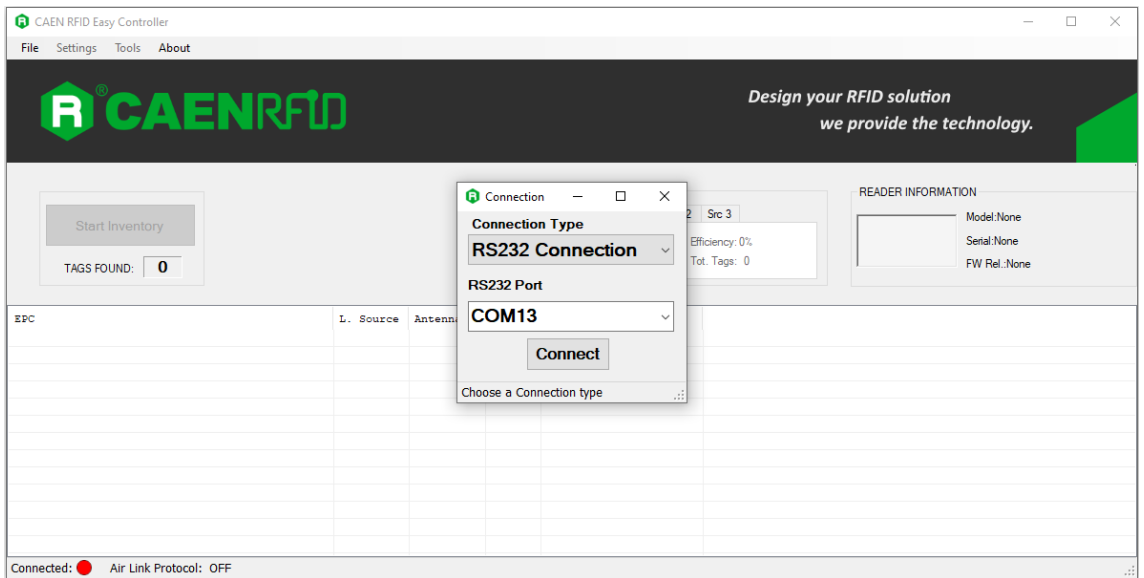 CAEN RFID Easy Controller
File Settings Tools About
R®CAENRFID
Design your RFID solution
we provide the technology.
Start Inventory
TAGS FOUND: 0
Connection
Connection Type
RS232 Connection
RS232 Port
COM13
Connect
Choose a Connection type
2 Src 3
Efficiency: 0%
Tot. Tags: 0
READER INFORMATION
Model:None
Serial:None
FW Rel.:None
EPC L. Source Antenn
Connected: Air Link Protocol: OFF